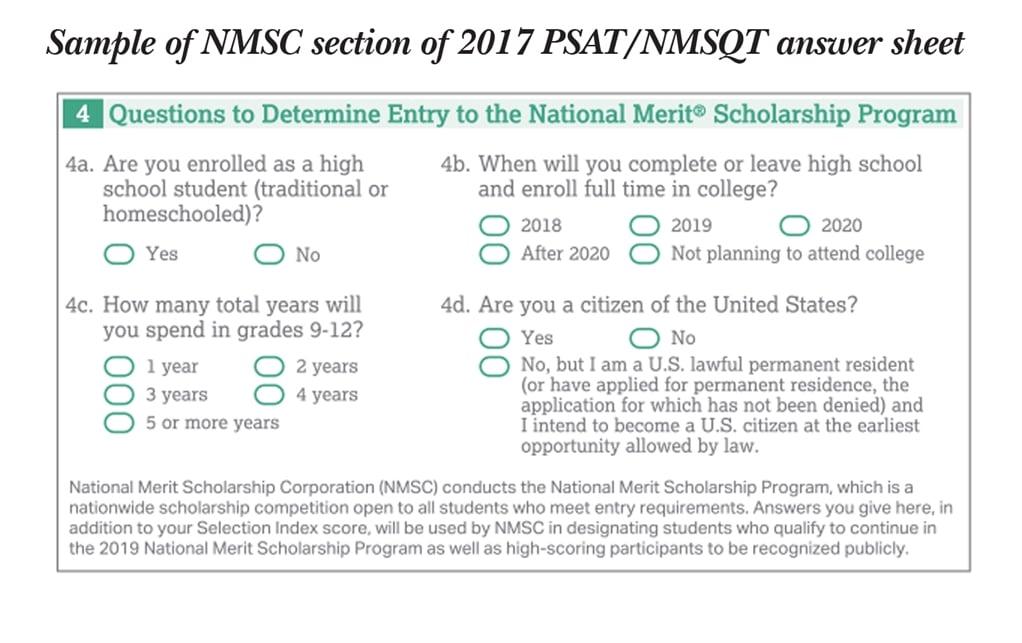 Sample of NMSC section of 2017 PSAT/NMSQT answer sheet
4 Questions to Determine Entry to the National Merit® Scholarship Program
4a. Are you enrolled as a high
school student (traditional or
homeschooled)?
Yes No
4b. When will you complete or leave high school
and enroll full time in college?
2018 2019 2020
After 2020 Not planning to attend college
4c. How many total years will
you spend in grades 9-12?
1 year 2 years
3 years 4 years
5 or more years
4d. Are you a citizen of the United States?
Yes No
No, but I am a U.S. lawful permanent resident
(or have applied for permanent residence, the
application for which has not been denied) and
I intend to become a U.S. citizen at the earliest
opportunity allowed by law.
National Merit Scholarship Corporation (NMSC) conducts the National Merit Scholarship Program, which is a
nationwide scholarship competition open to all students who meet entry requirements. Answers you give here, in
addition to your Selection Index score, will be used by NMSC in designating students who qualify to continue in
the 2019 National Merit Scholarship Program as well as high-scoring participants to be recognized publicly.